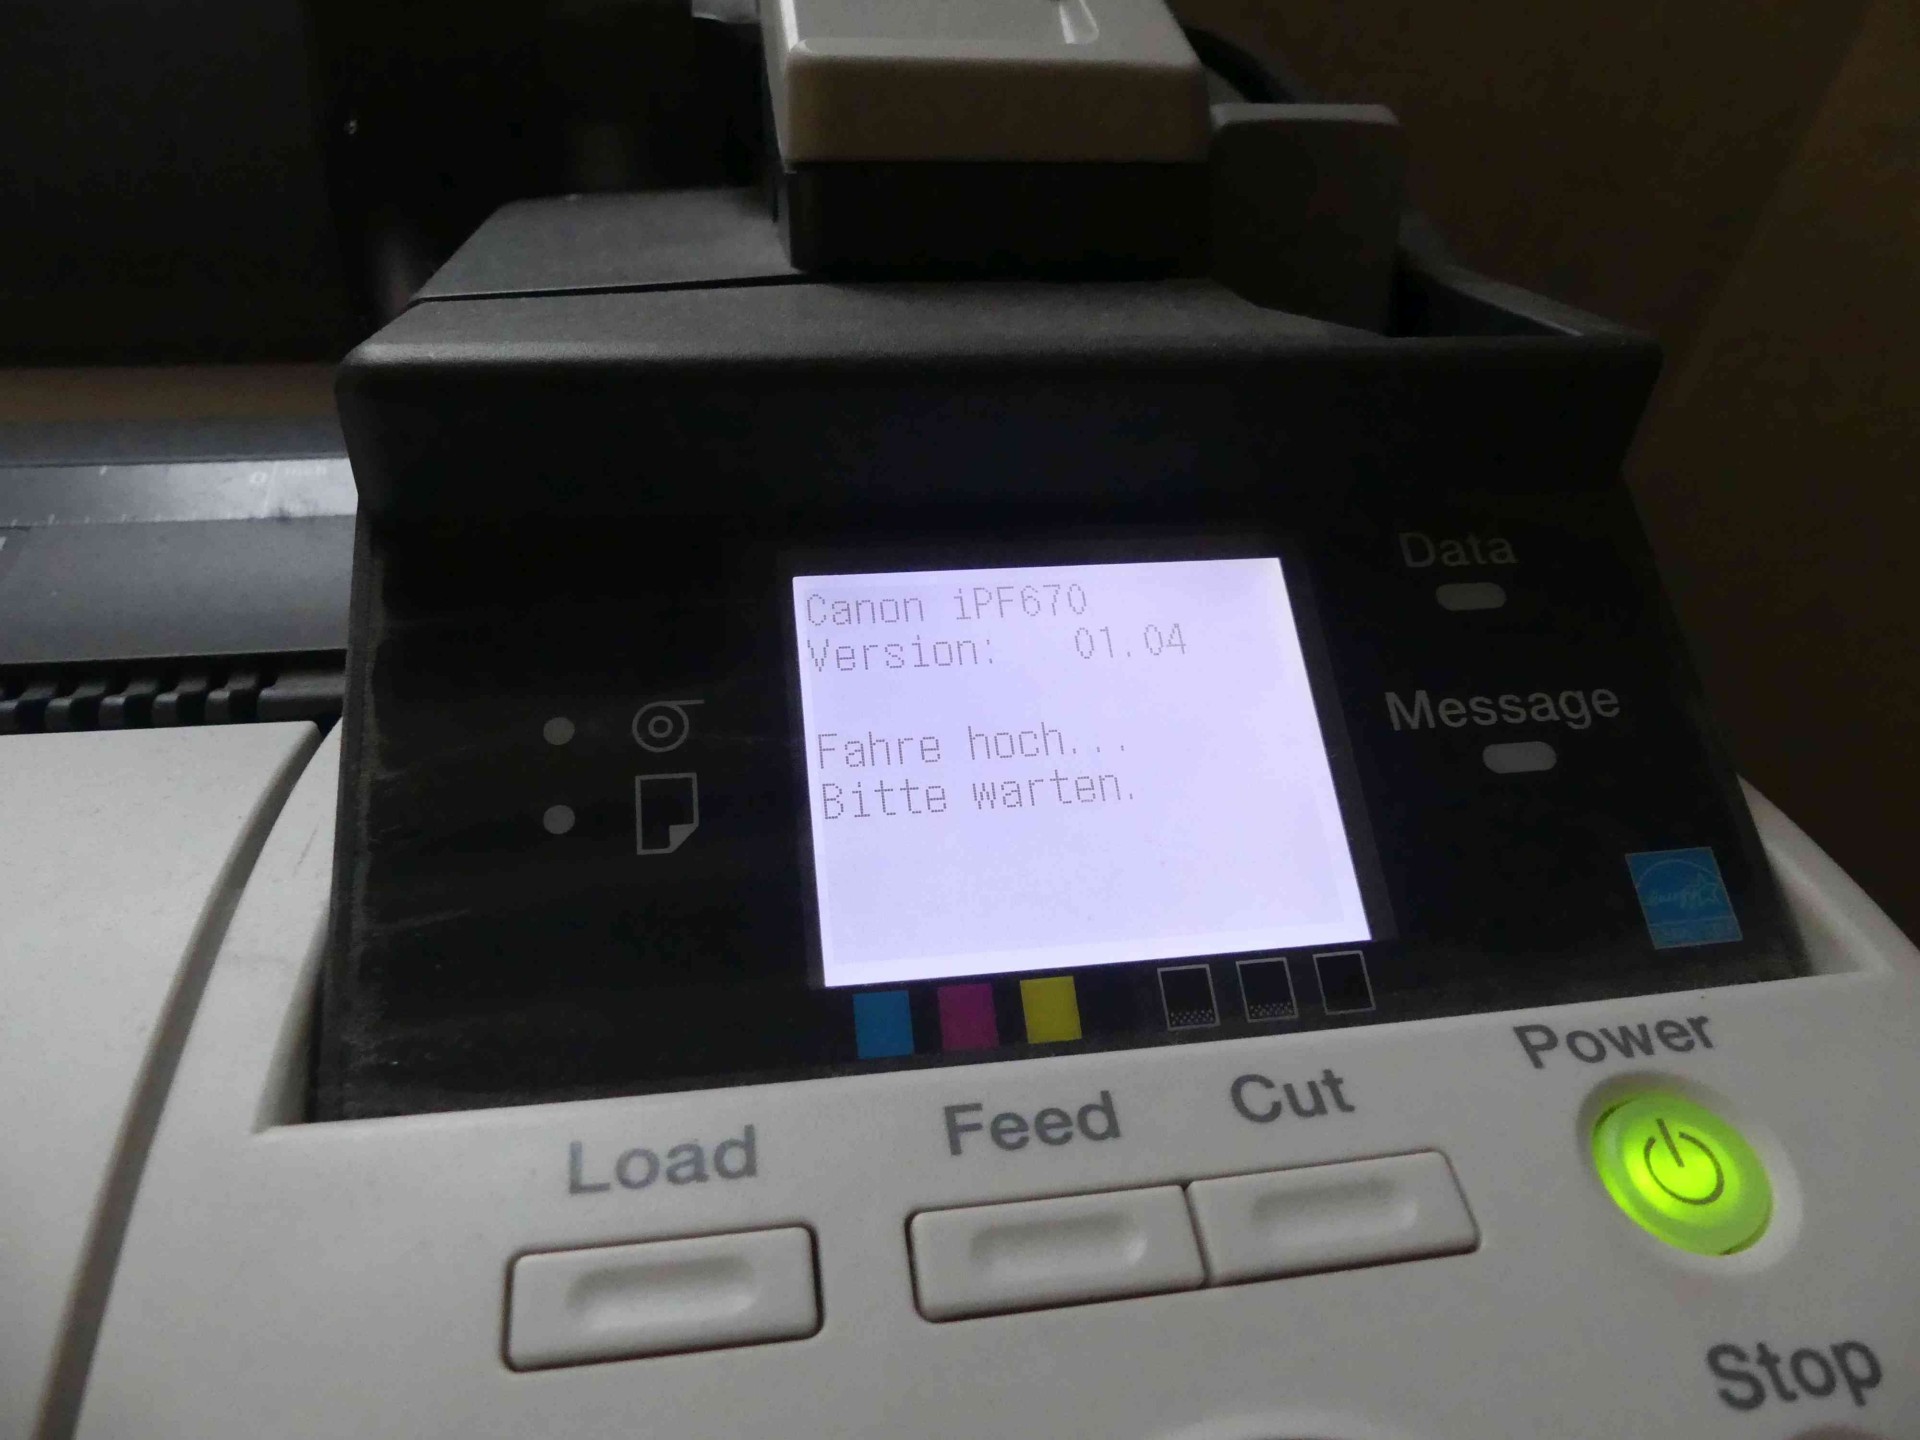 Canon iPF670
Version: 01.04
Fahre hoch...
Bitte warten.
Data
Message
Load
Feed
Cut
Power
Stop